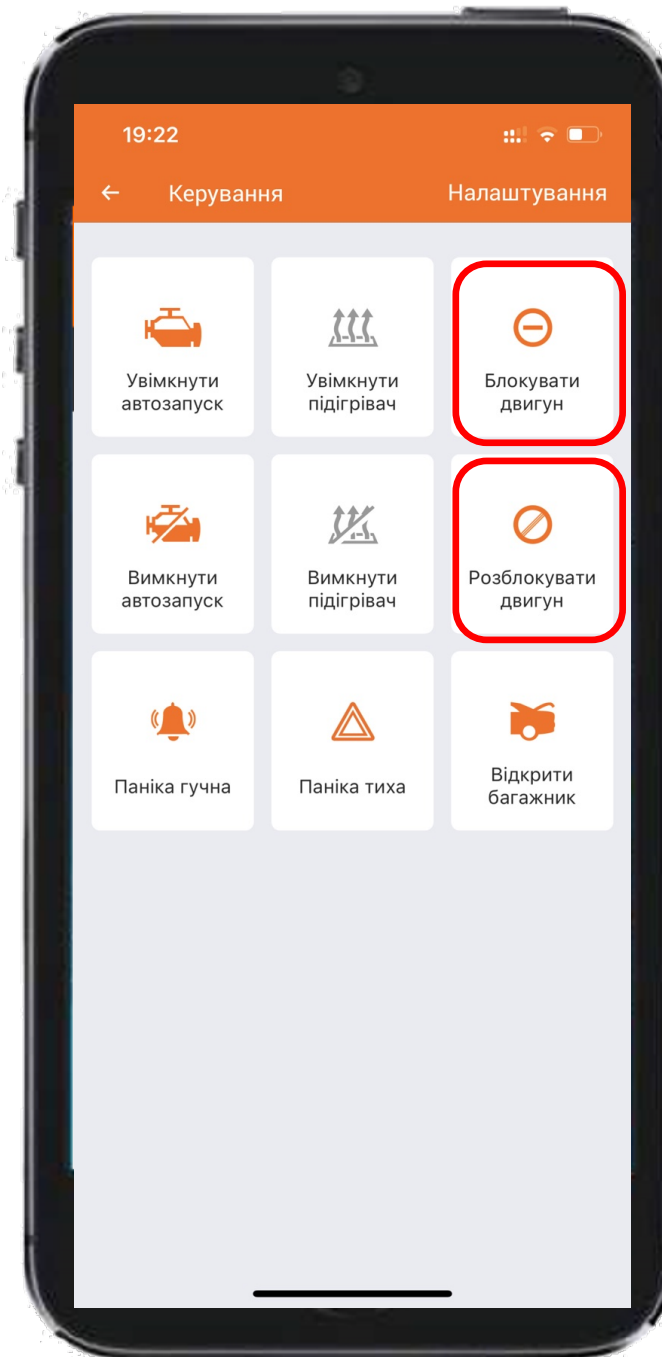 19:22
Керування
Налаштування
Увімкнути
автозапуск
Увімкнути
підігрівач
Блокувати
двигун
Вимкнути
автозапуск
Вимкнути
підігрівач
Розблокувати
двигун
Паніка гучна
Паніка тиха
Відкрити
багажник